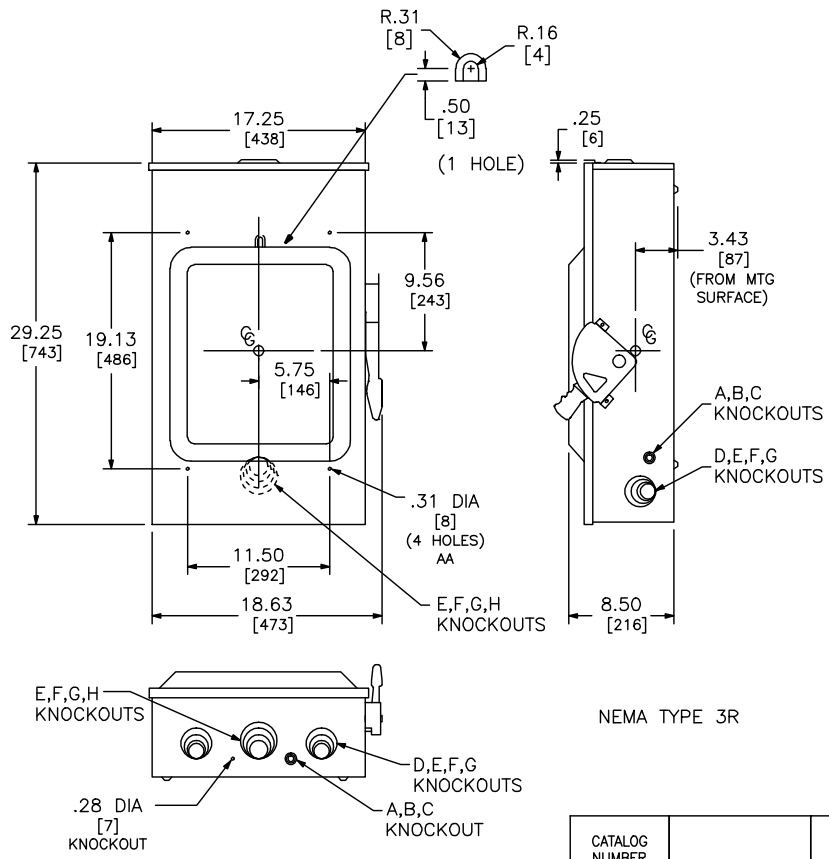 R.31
[8]
R.16
[4]
.50
[13]
(1 HOLE)
17.25
[438]
.25
[6]
29.25
[743]
19.13
[486]
9.56
[243]
5.75
[146]
3.43
[87]
(FROM MTG
SURFACE)
CG
CG
A,B,C
KNOCKOUTS
D,E,F,G
KNOCKOUTS
.31 DIA
[8]
(4 HOLES)
AA
11.50
[292]
18.63
[473]
E,F,G,H
KNOCKOUTS
8.50
[216]
E,F,G,H
KNOCKOUTS
NEMA TYPE 3R
D,E,F,G
KNOCKOUTS
A,B,C
KNOCKOUT
.28 DIA
[7]
KNOCKOUT
CATALOG
NUMBER